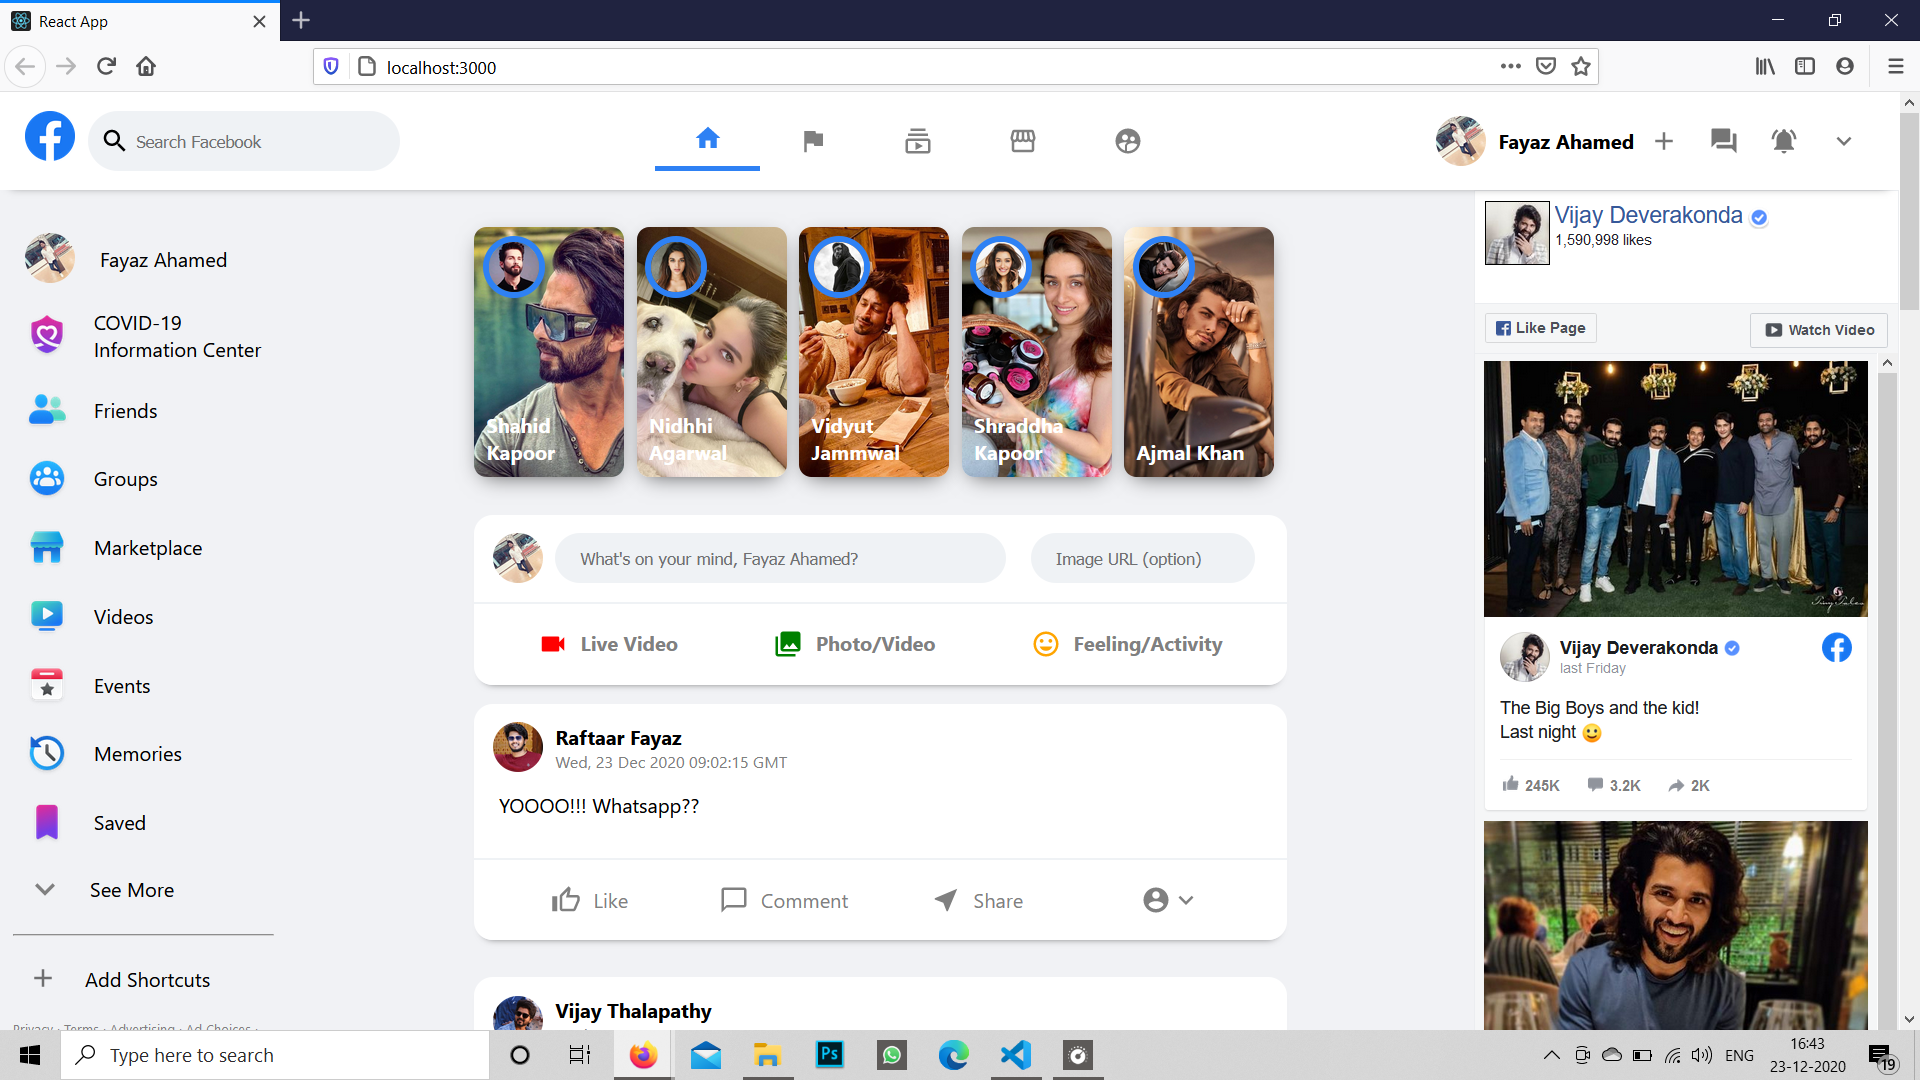 React App
localhost:3000
Search Facebook
Fayaz Ahamed
Fayaz Ahamed
COVID-19
Information Center
Friends
Groups
Marketplace
Videos
Events
Memories
Saved
See More
Add Shortcuts
Privacy · Terms · Advertising · Ad Choices ·
Shahid
Kapoor
Nidhhi
Agarwal
Vidyut
Jammwal
Shraddha
Kapoor
Ajmal Khan
What's on your mind, Fayaz Ahamed?
Image URL (option)
Live Video
Photo/Video
Feeling/Activity
Raftaar Fayaz
Wed, 23 Dec 2020 09:02:15 GMT
YOOOO!!! Whatsapp??
Like
Comment
Share
Vijay Thalapathy
Vijay Deverakonda
1,590,998 likes
Like Page
Watch Video
Vijay Deverakonda
last Friday
The Big Boys and the kid!
Last night 🙂
245K
3.2K
2K
Type here to search
Ps
ENG
16:43
23-12-2020
19